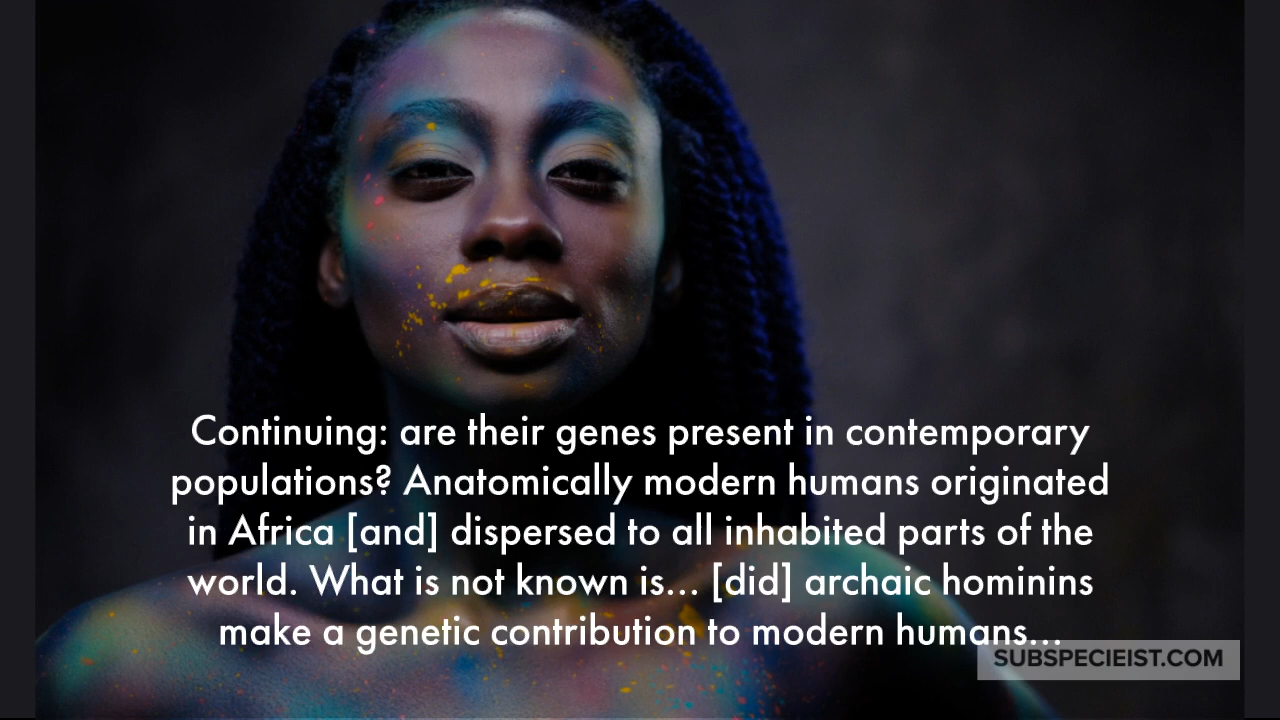 Continuing: are their genes present in contemporary
populations? Anatomically modern humans originated
in Africa [and] dispersed to all inhabited parts of the
world. What is not known is... [did] archaic hominins
make a genetic contribution to modern humans...
SUBSPECIEIST.COM